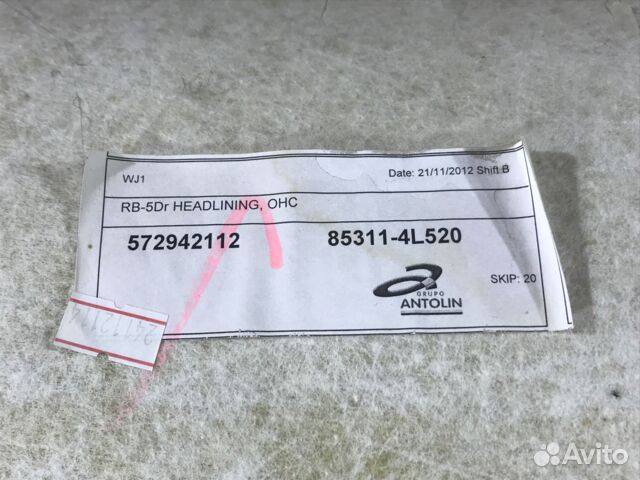 WJ1
Date: 21/11/2012 Shift B
RB-5Dr HEADLINING, OHC
572942112
85311-4L520
GRUPO
ANTOLIN
SKIP: 20
Avito